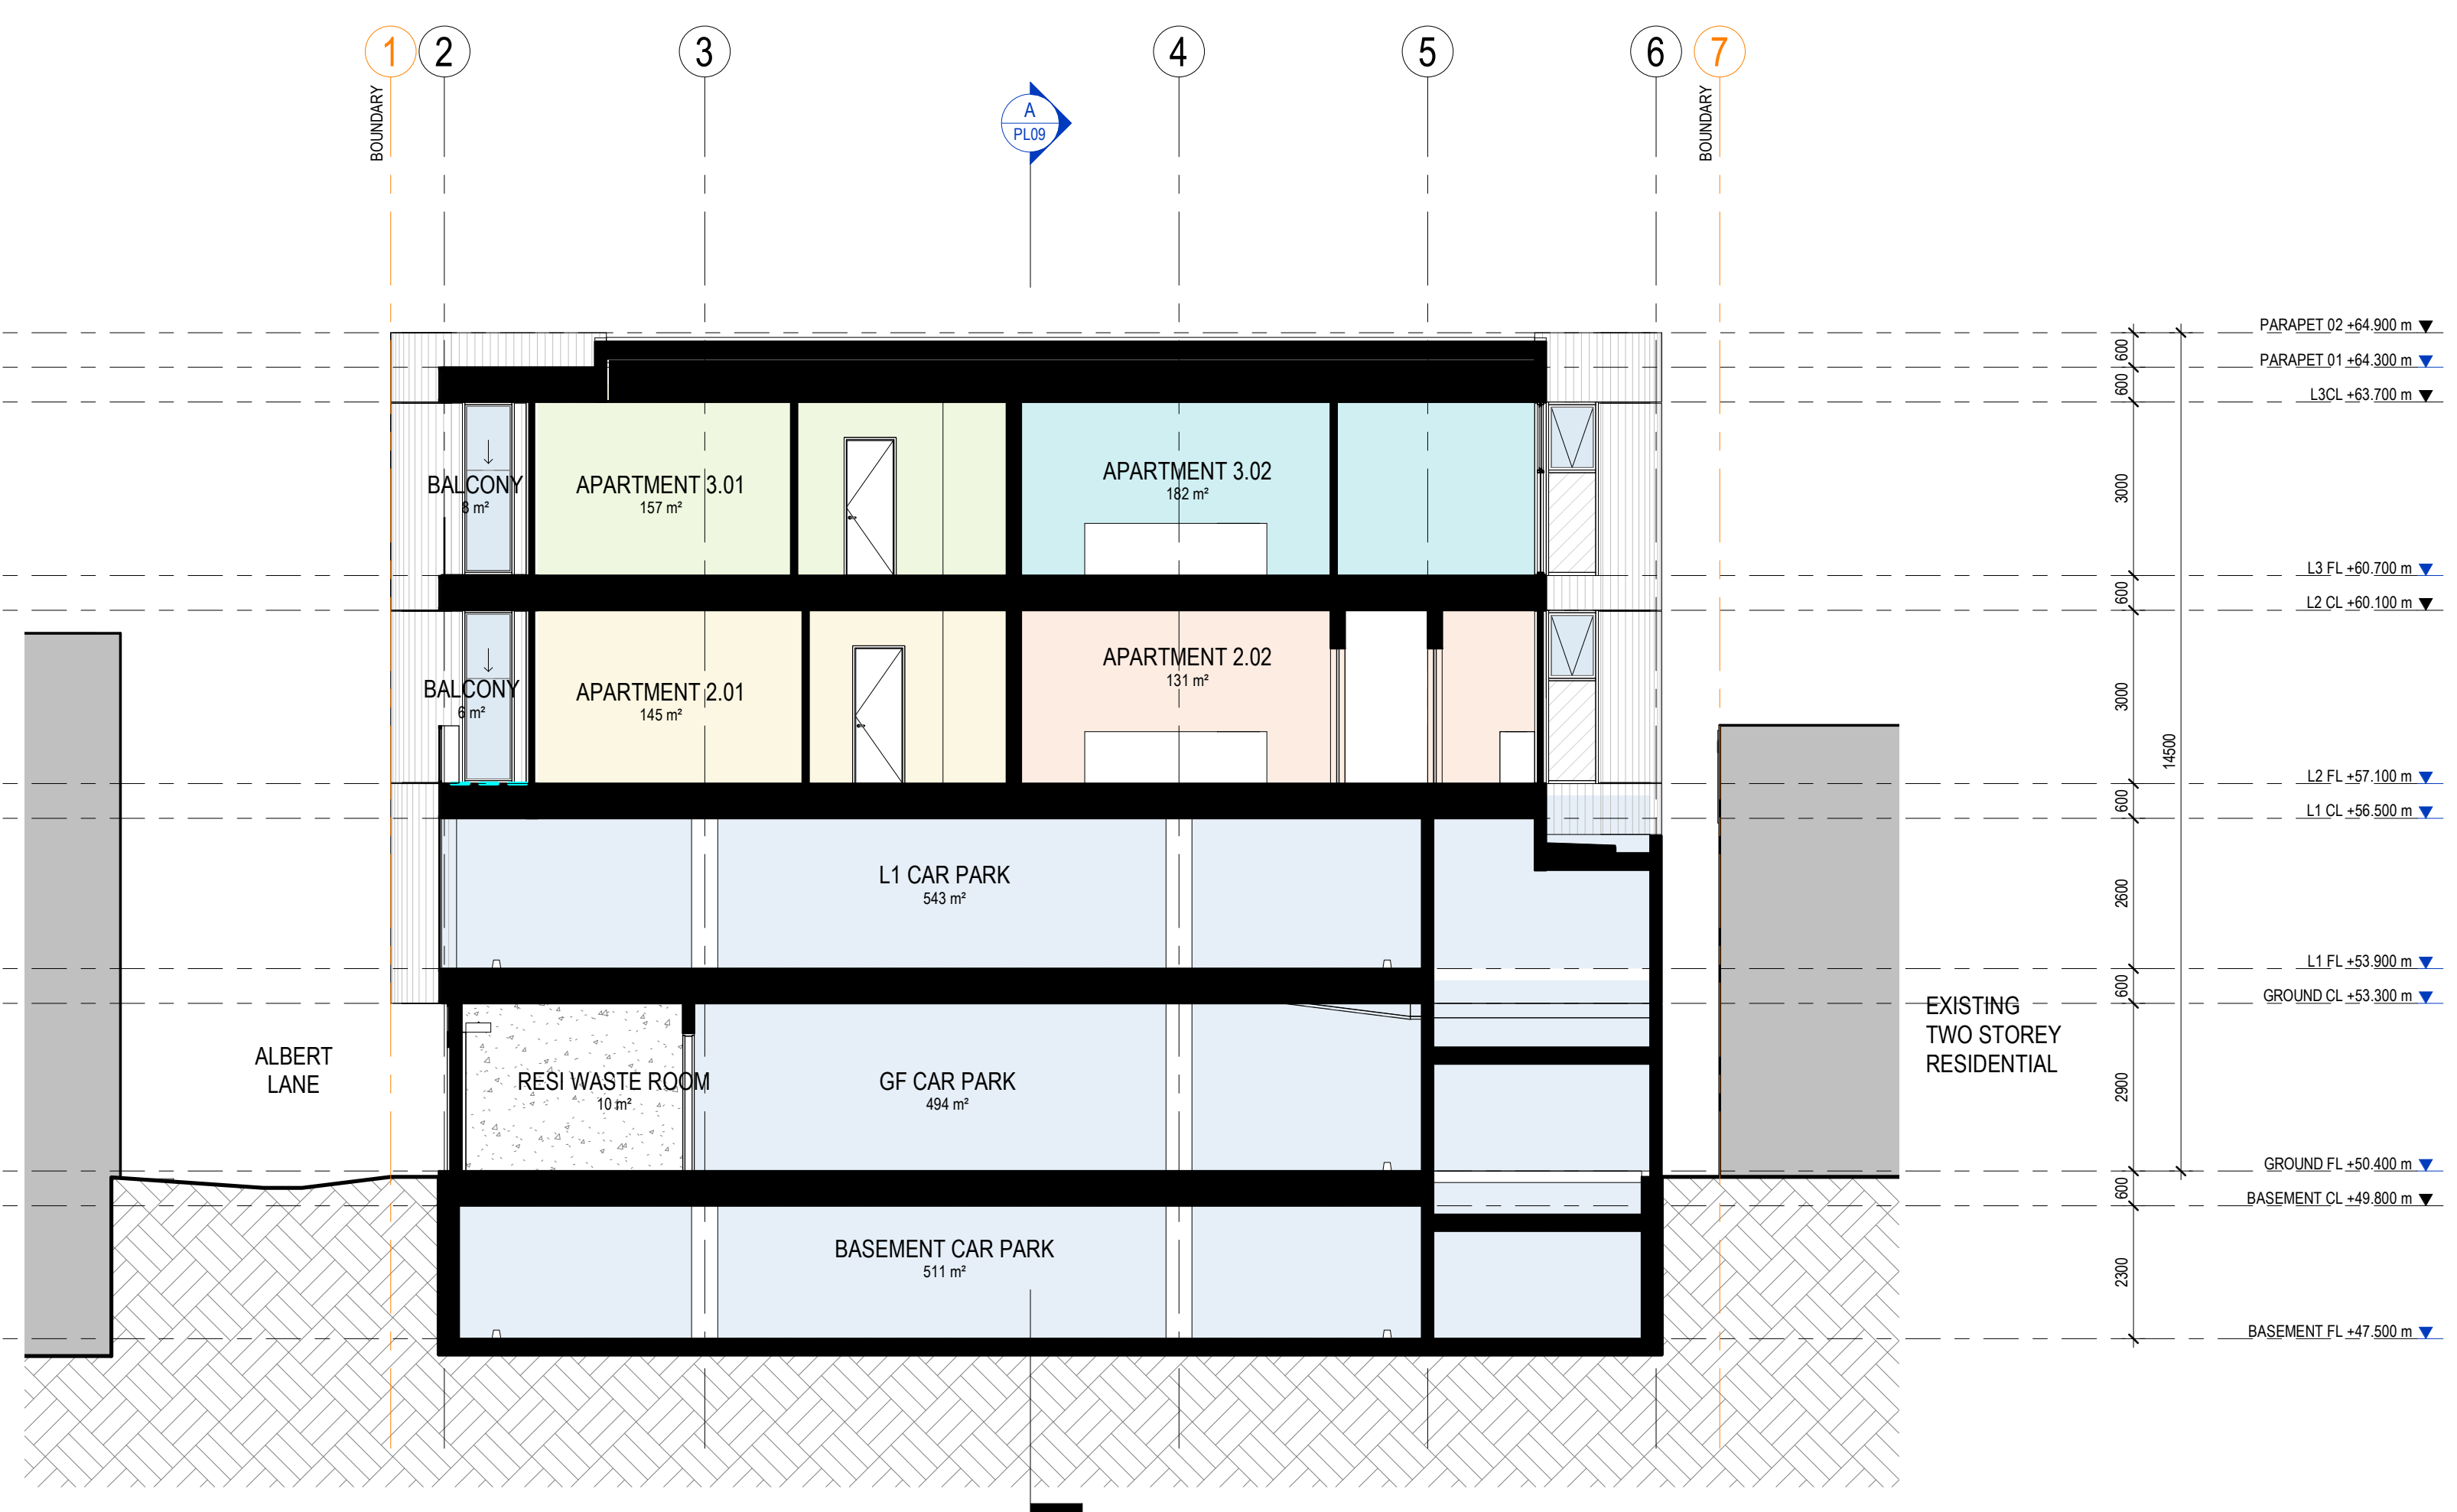 1
2
3
4
5
6
7
BOUNDARY
BOUNDARY
A
PL09
PARAPET 02 +64.900 m
PARAPET 01 +64.300 m
L3CL +63.700 m
L3 FL +60.700 m
L2 CL +60.100 m
L2 FL +57.100 m
L1 CL +56.500 m
L1 FL +53.900 m
GROUND CL +53.300 m
GROUND FL +50.400 m
BASEMENT CL +49.800 m
BASEMENT FL +47.500 m
600
600
3000
600
3000
600
2600
600
2900
600
2300
14500
BALCONY
8 m²
APARTMENT 3.01
157 m²
APARTMENT 3.02
182 m²
BALCONY
6 m²
APARTMENT 2.01
145 m²
APARTMENT 2.02
131 m²
L1 CAR PARK
543 m²
ALBERT
LANE
RESI WASTE ROOM
10 m²
GF CAR PARK
494 m²
EXISTING
TWO STOREY
RESIDENTIAL
BASEMENT CAR PARK
511 m²